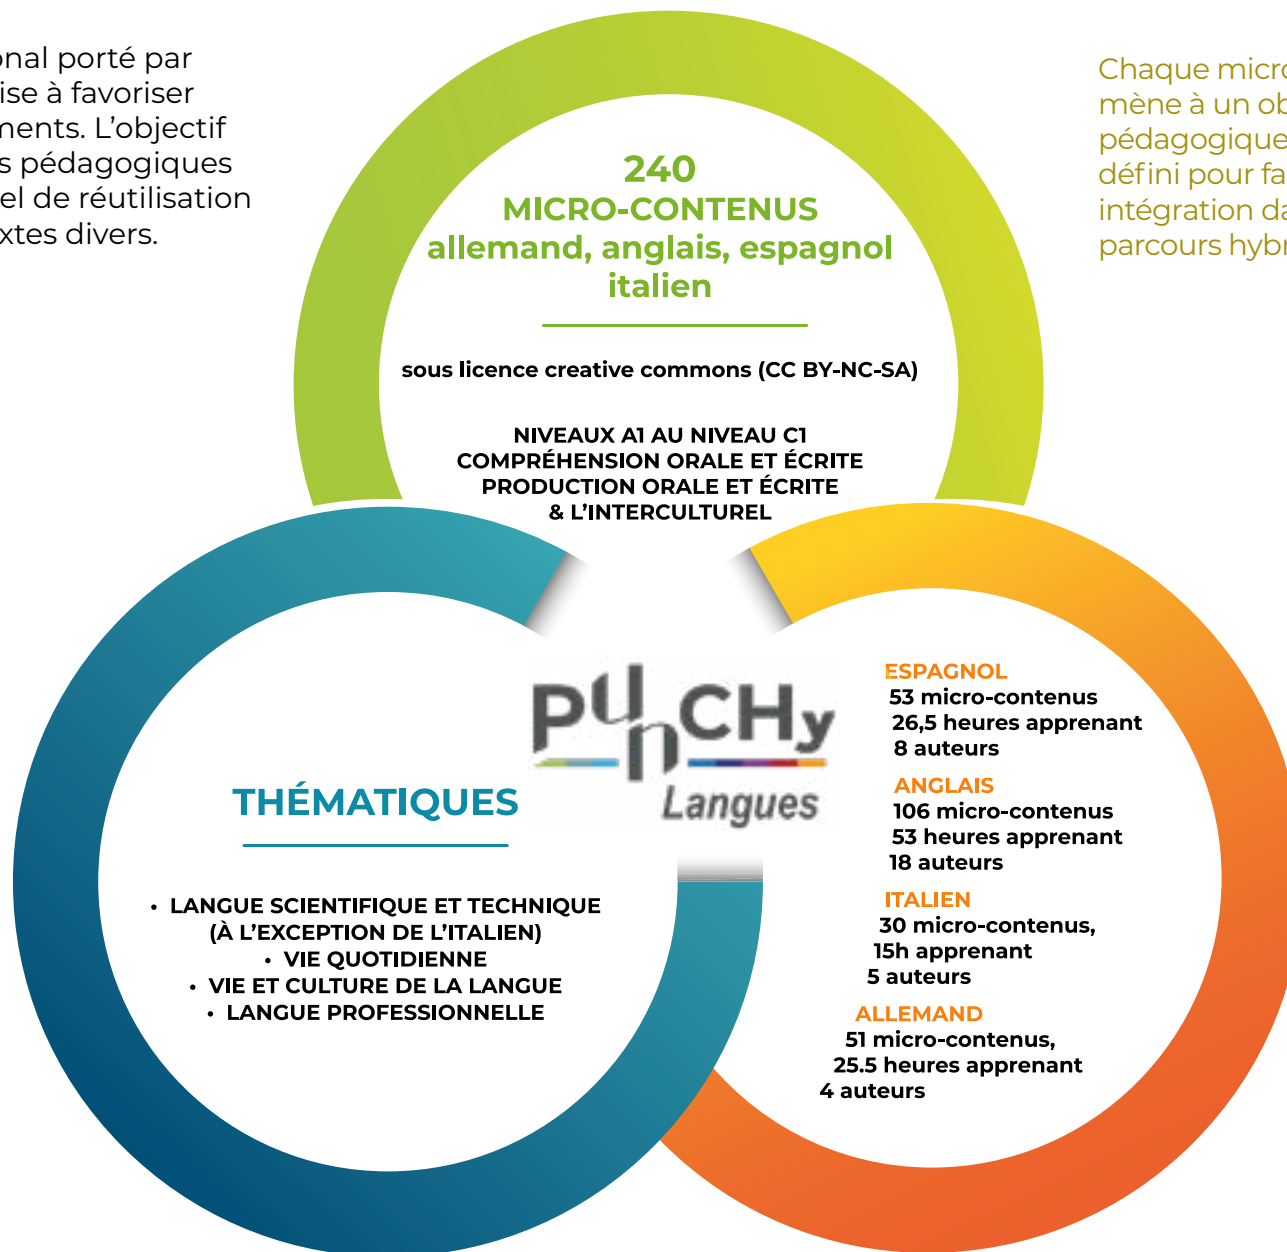 onal porté par
ise à favoriser
ments. L'objectif
s pédagogiques
el de réutilisation
xtes divers.
Chaque micro
mène à un ob
pédagogique
défini pour fa
intégration da
parcours hybr
240
MICRO-CONTENUS
allemand, anglais, espagnol
italien
sous licence creative commons (CC BY-NC-SA)
NIVEAUX A1 AU NIVEAU C1
COMPRÉHENSION ORALE ET ÉCRITE
PRODUCTION ORALE ET ÉCRITE
& L'INTERCULTUREL
PUnCHy
Langues
THÉMATIQUES
• LANGUE SCIENTIFIQUE ET TECHNIQUE
(À L'EXCEPTION DE L'ITALIEN)
• VIE QUOTIDIENNE
• VIE ET CULTURE DE LA LANGUE
• LANGUE PROFESSIONNELLE
ESPAGNOL
53 micro-contenus
26,5 heures apprenant
8 auteurs
ANGLAIS
106 micro-contenus
53 heures apprenant
18 auteurs
ITALIEN
30 micro-contenus,
15h apprenant
5 auteurs
ALLEMAND
51 micro-contenus,
25.5 heures apprenant
4 auteurs